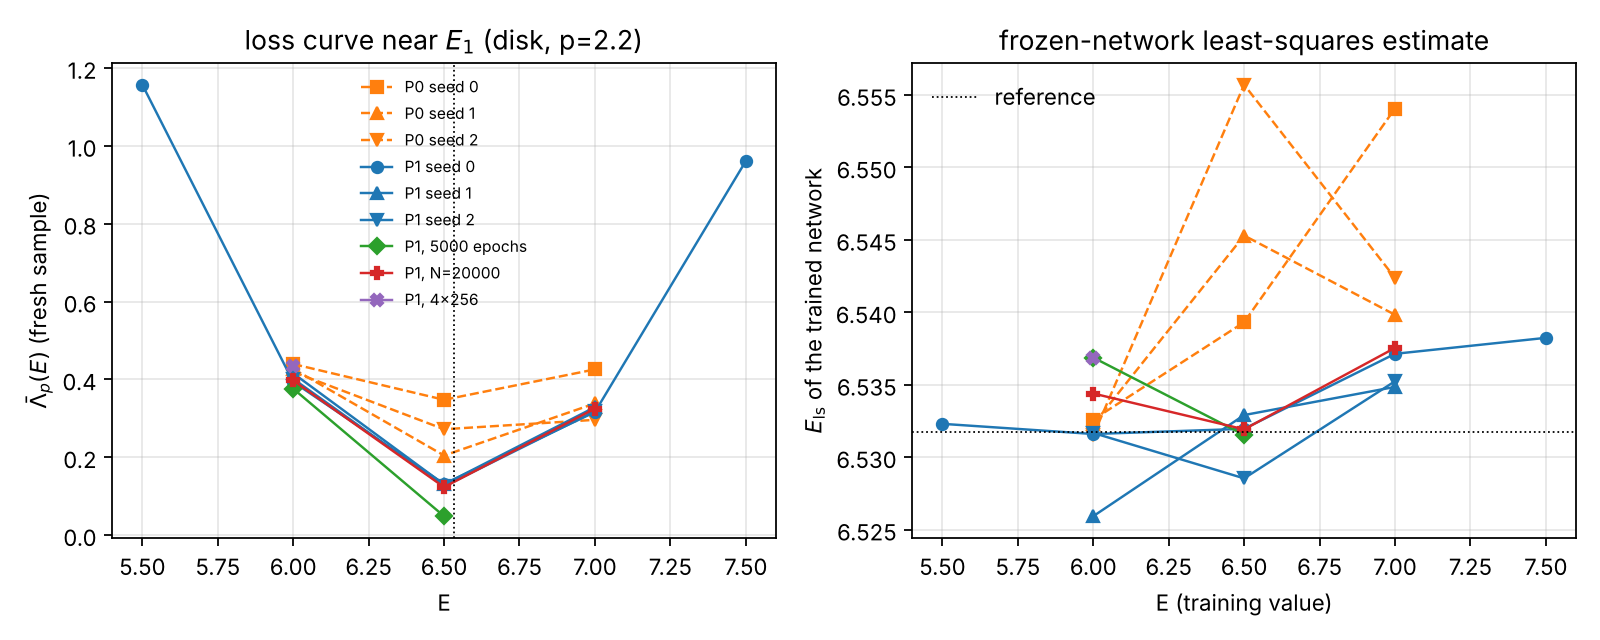 loss curve near E₁ (disk, p=2.2)
Λ̄ₚ(E) (fresh sample)
1.2
1.0
0.8
0.6
0.4
0.2
0.0
P0 seed 0
P0 seed 1
P0 seed 2
P1 seed 0
P1 seed 1
P1 seed 2
P1, 5000 epochs
P1, N=20000
P1, 4×256
5.50 5.75 6.00 6.25 6.50 6.75 7.00 7.25 7.50
E
frozen-network least-squares estimate
E_ls of the trained network
6.555
6.550
6.545
6.540
6.535
6.530
6.525
reference
5.50 5.75 6.00 6.25 6.50 6.75 7.00 7.25 7.50
E (training value)